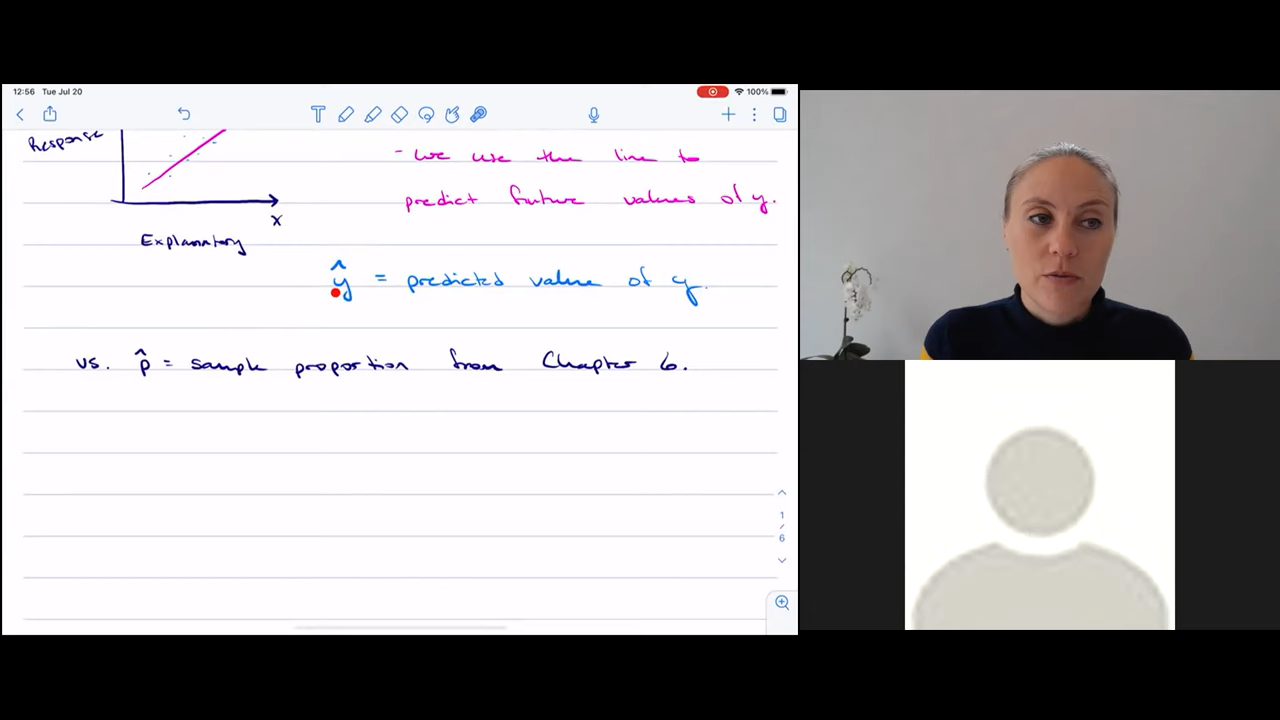 12:56 Tue Jul 20
100%
Response
- we use the line to
predict future values of y.
x
Explanatory
ŷ = predicted value of y.
vs. p̂ = sample proportion from Chapter 6.
1
/
6